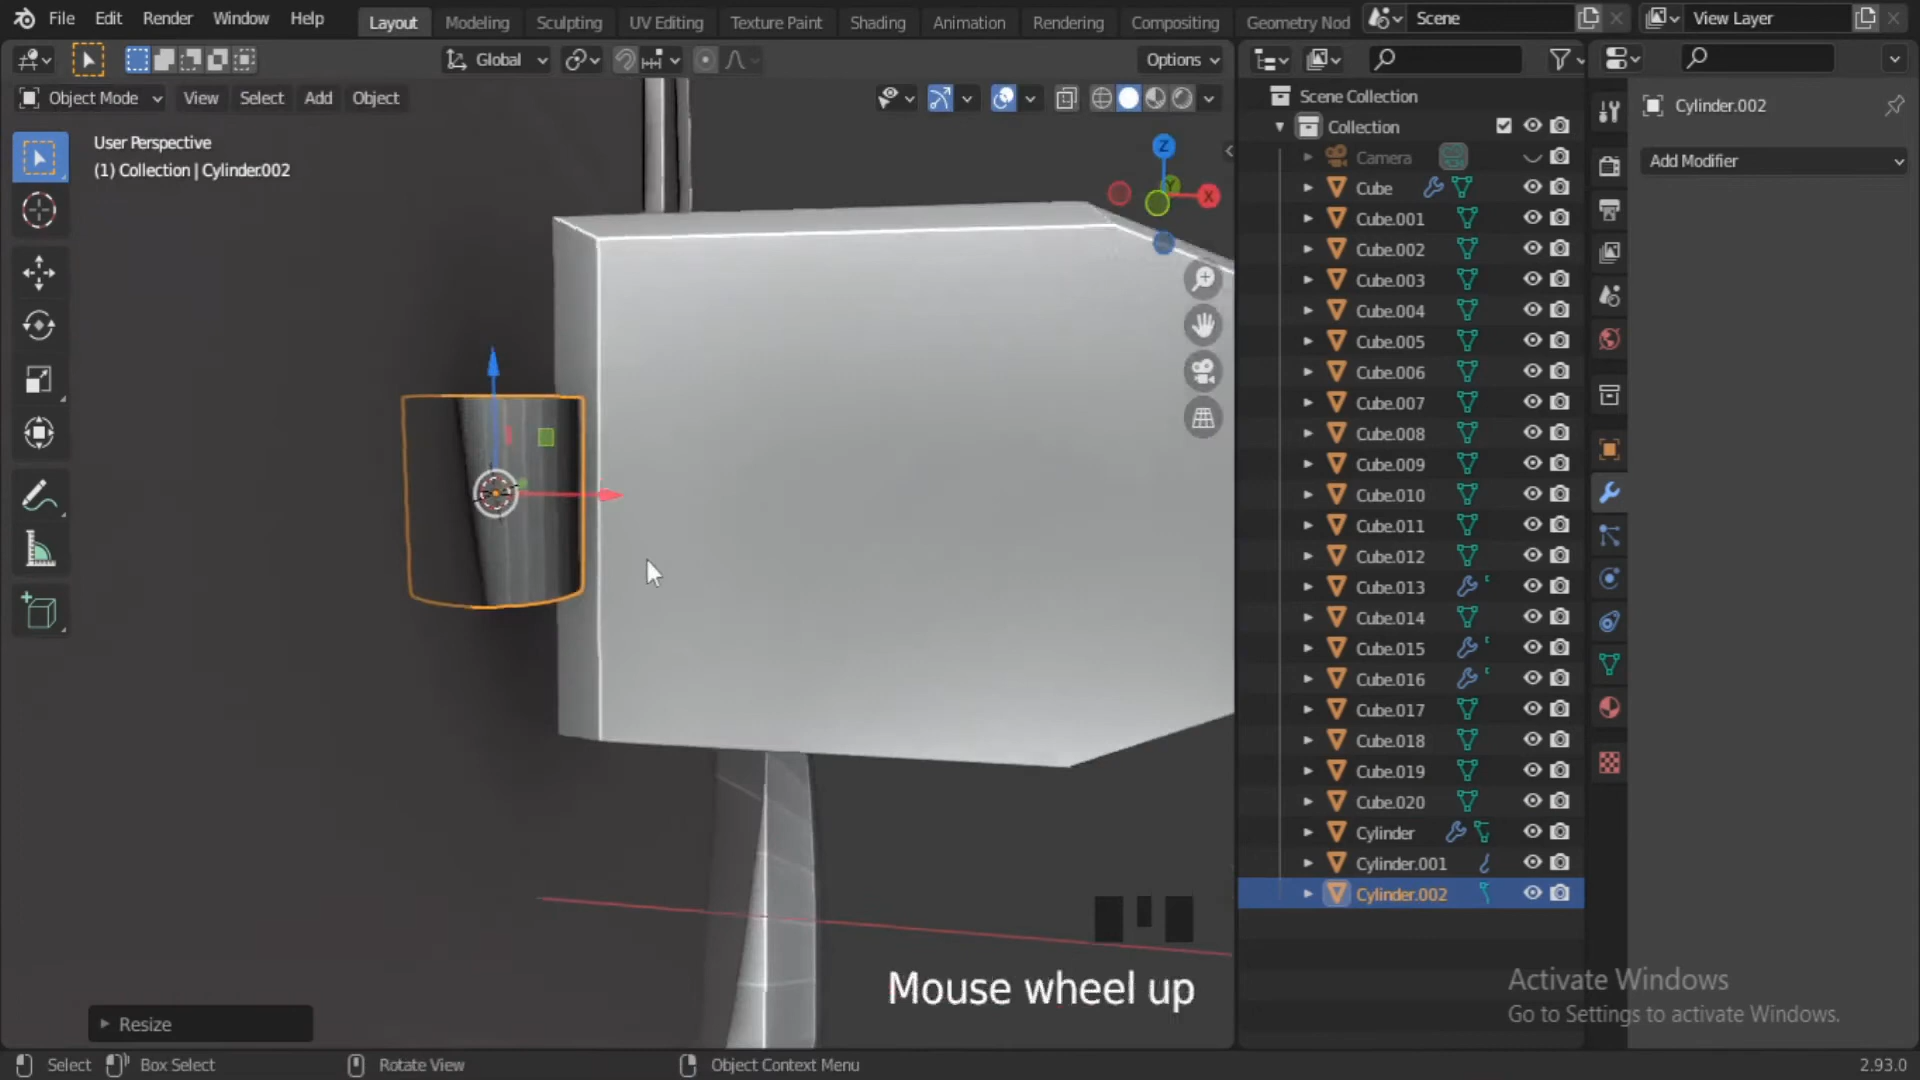 File Edit Render Window Help
Layout Modeling Sculpting UV Editing Texture Paint Shading Animation Rendering Compositing Geometry Nod
Scene
View Layer
Global
Options
Object Mode View Select Add Object
User Perspective
(1) Collection | Cylinder.002
Z
Y
X
Scene Collection
Collection
Camera
Cube
Cube.001
Cube.002
Cube.003
Cube.004
Cube.005
Cube.006
Cube.007
Cube.008
Cube.009
Cube.010
Cube.011
Cube.012
Cube.013
Cube.014
Cube.015
Cube.016
Cube.017
Cube.018
Cube.019
Cube.020
Cylinder
Cylinder.001
Cylinder.002
Cylinder.002
Add Modifier
Mouse wheel up
Activate Windows
Go to Settings to activate Windows.
Resize
Select Box Select Rotate View Object Context Menu 2.93.0